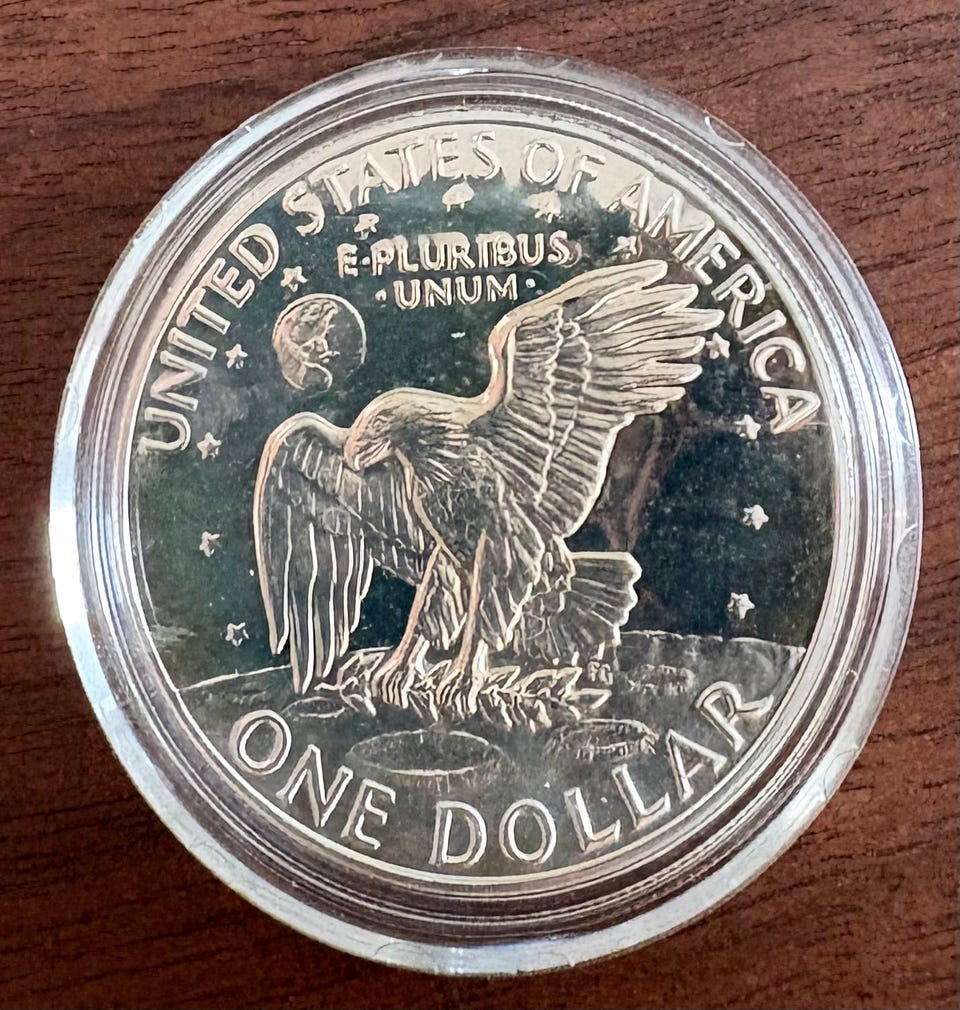 UNITED STATES OF AMERICA
E·PLURIBUS
·UNUM·
ONE DOLLAR